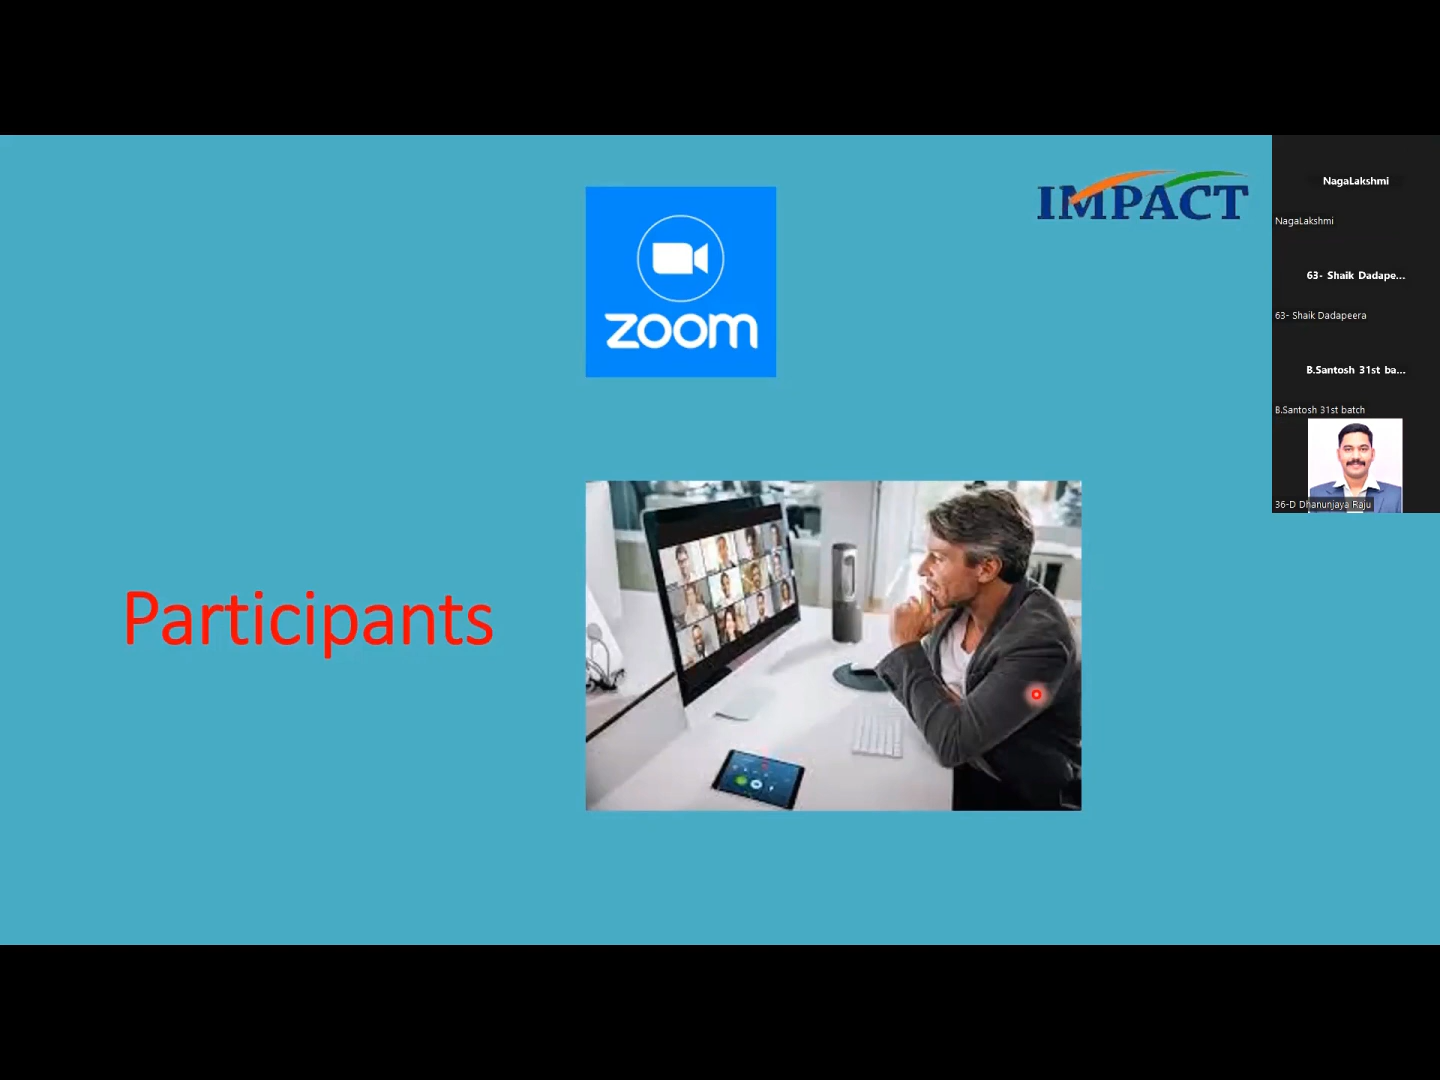 IMPACT
zoom
Participants
NagaLakshmi
NagaLakshmi
63- Shaik Dadape...
63- Shaik Dadapeera
B.Santosh 31st ba...
B.Santosh 31st batch
36-D Dhanunjaya Raju